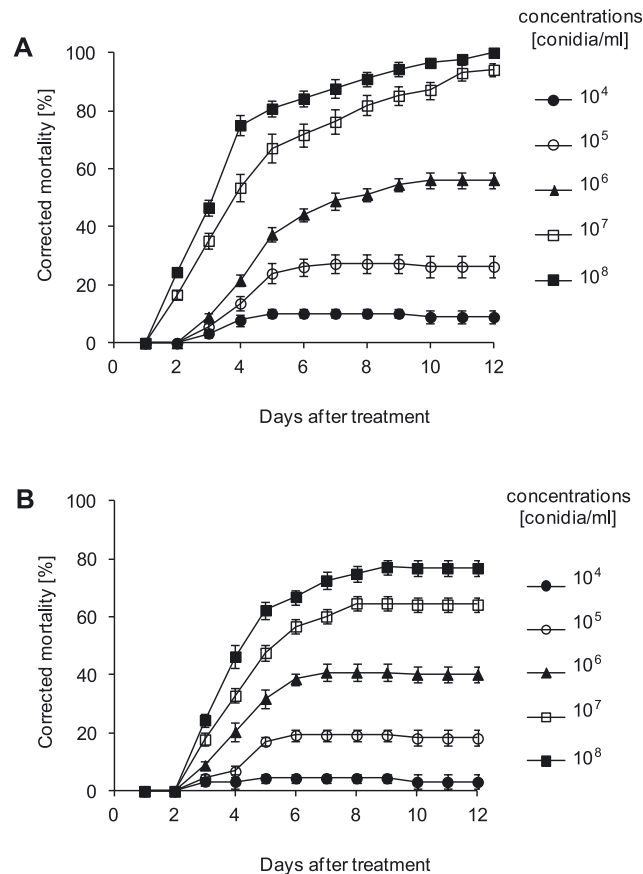 A
concentrations
[conidia/ml]
100
80
60
40
20
0
Corrected mortality [%]
10⁴
10⁵
10⁶
10⁷
10⁸
0 2 4 6 8 10 12
Days after treatment
B
concentrations
[conidia/ml]
100
80
60
40
20
0
Corrected mortality [%]
10⁴
10⁵
10⁶
10⁷
10⁸
0 2 4 6 8 10 12
Days after treatment